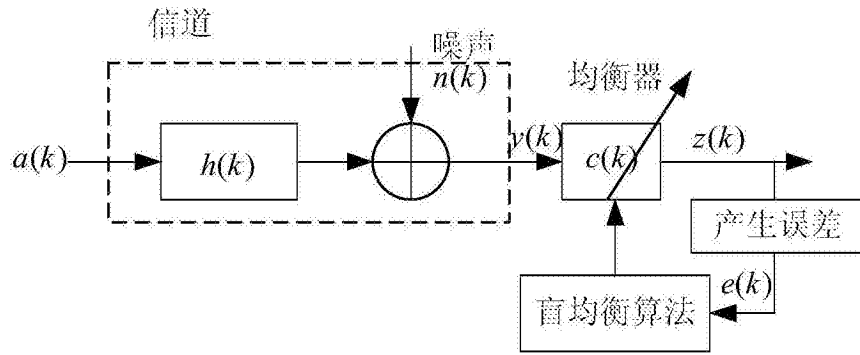 信道
噪声
n(k)
均衡器
a(k)
h(k)
y(k)
c(k)
z(k)
产生误差
e(k)
盲均衡算法